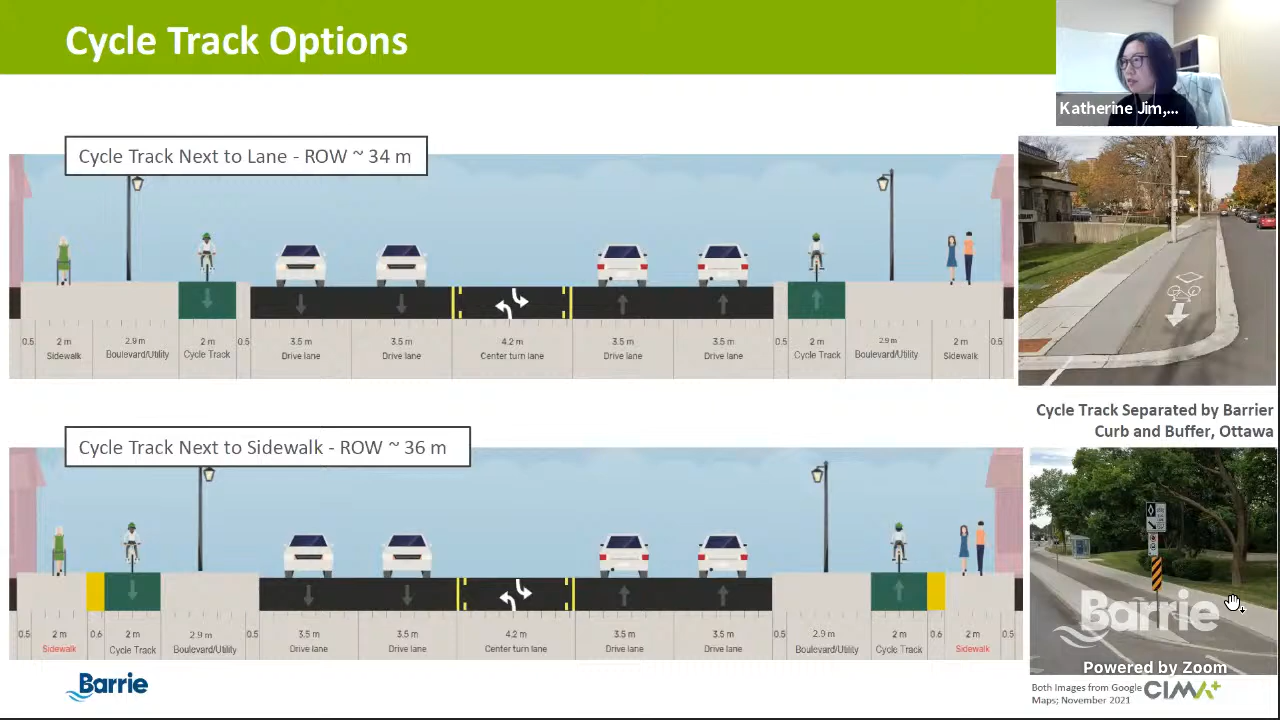 Cycle Track Options
Katherine Jim,...
Cycle Track Next to Lane - ROW ~ 34 m
0.5 2 m 2.9 m 2 m 0.5 3.5 m 3.5 m 4.2 m 3.5 m 3.5 m 0.5 2 m 2.9 m 2 m 0.5
Sidewalk Boulevard/Utility Cycle Track Drive lane Drive lane Center turn lane Drive lane Drive lane Cycle Track Boulevard/Utility Sidewalk
Cycle Track Separated by Barrier
Curb and Buffer, Ottawa
Cycle Track Next to Sidewalk - ROW ~ 36 m
0.5 2 m 0.6 2 m 2.9 m 0.5 3.5 m 3.5 m 4.2 m 3.5 m 3.5 m 0.5 2.9 m 2 m 0.6 2 m 0.5
Sidewalk Cycle Track Boulevard/Utility Drive lane Drive lane Center turn lane Drive lane Drive lane Boulevard/Utility Cycle Track Sidewalk
Barrie
Powered by Zoom
Barrie
Both Images from Google
Maps; November 2021
CIMA+